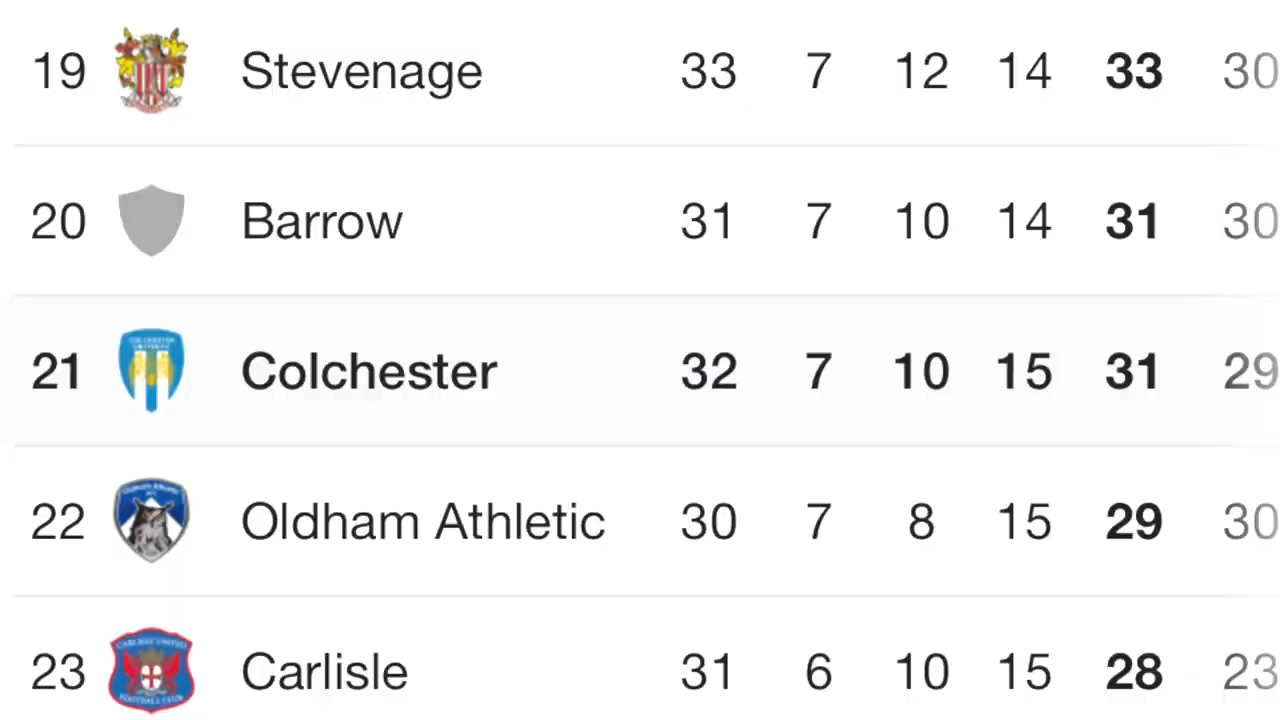 19 Stevenage 33 7 12 14 33 30
20 Barrow 31 7 10 14 31 30
21 Colchester 32 7 10 15 31 29
22 Oldham Athletic 30 7 8 15 29 30
23 Carlisle 31 6 10 15 28 23